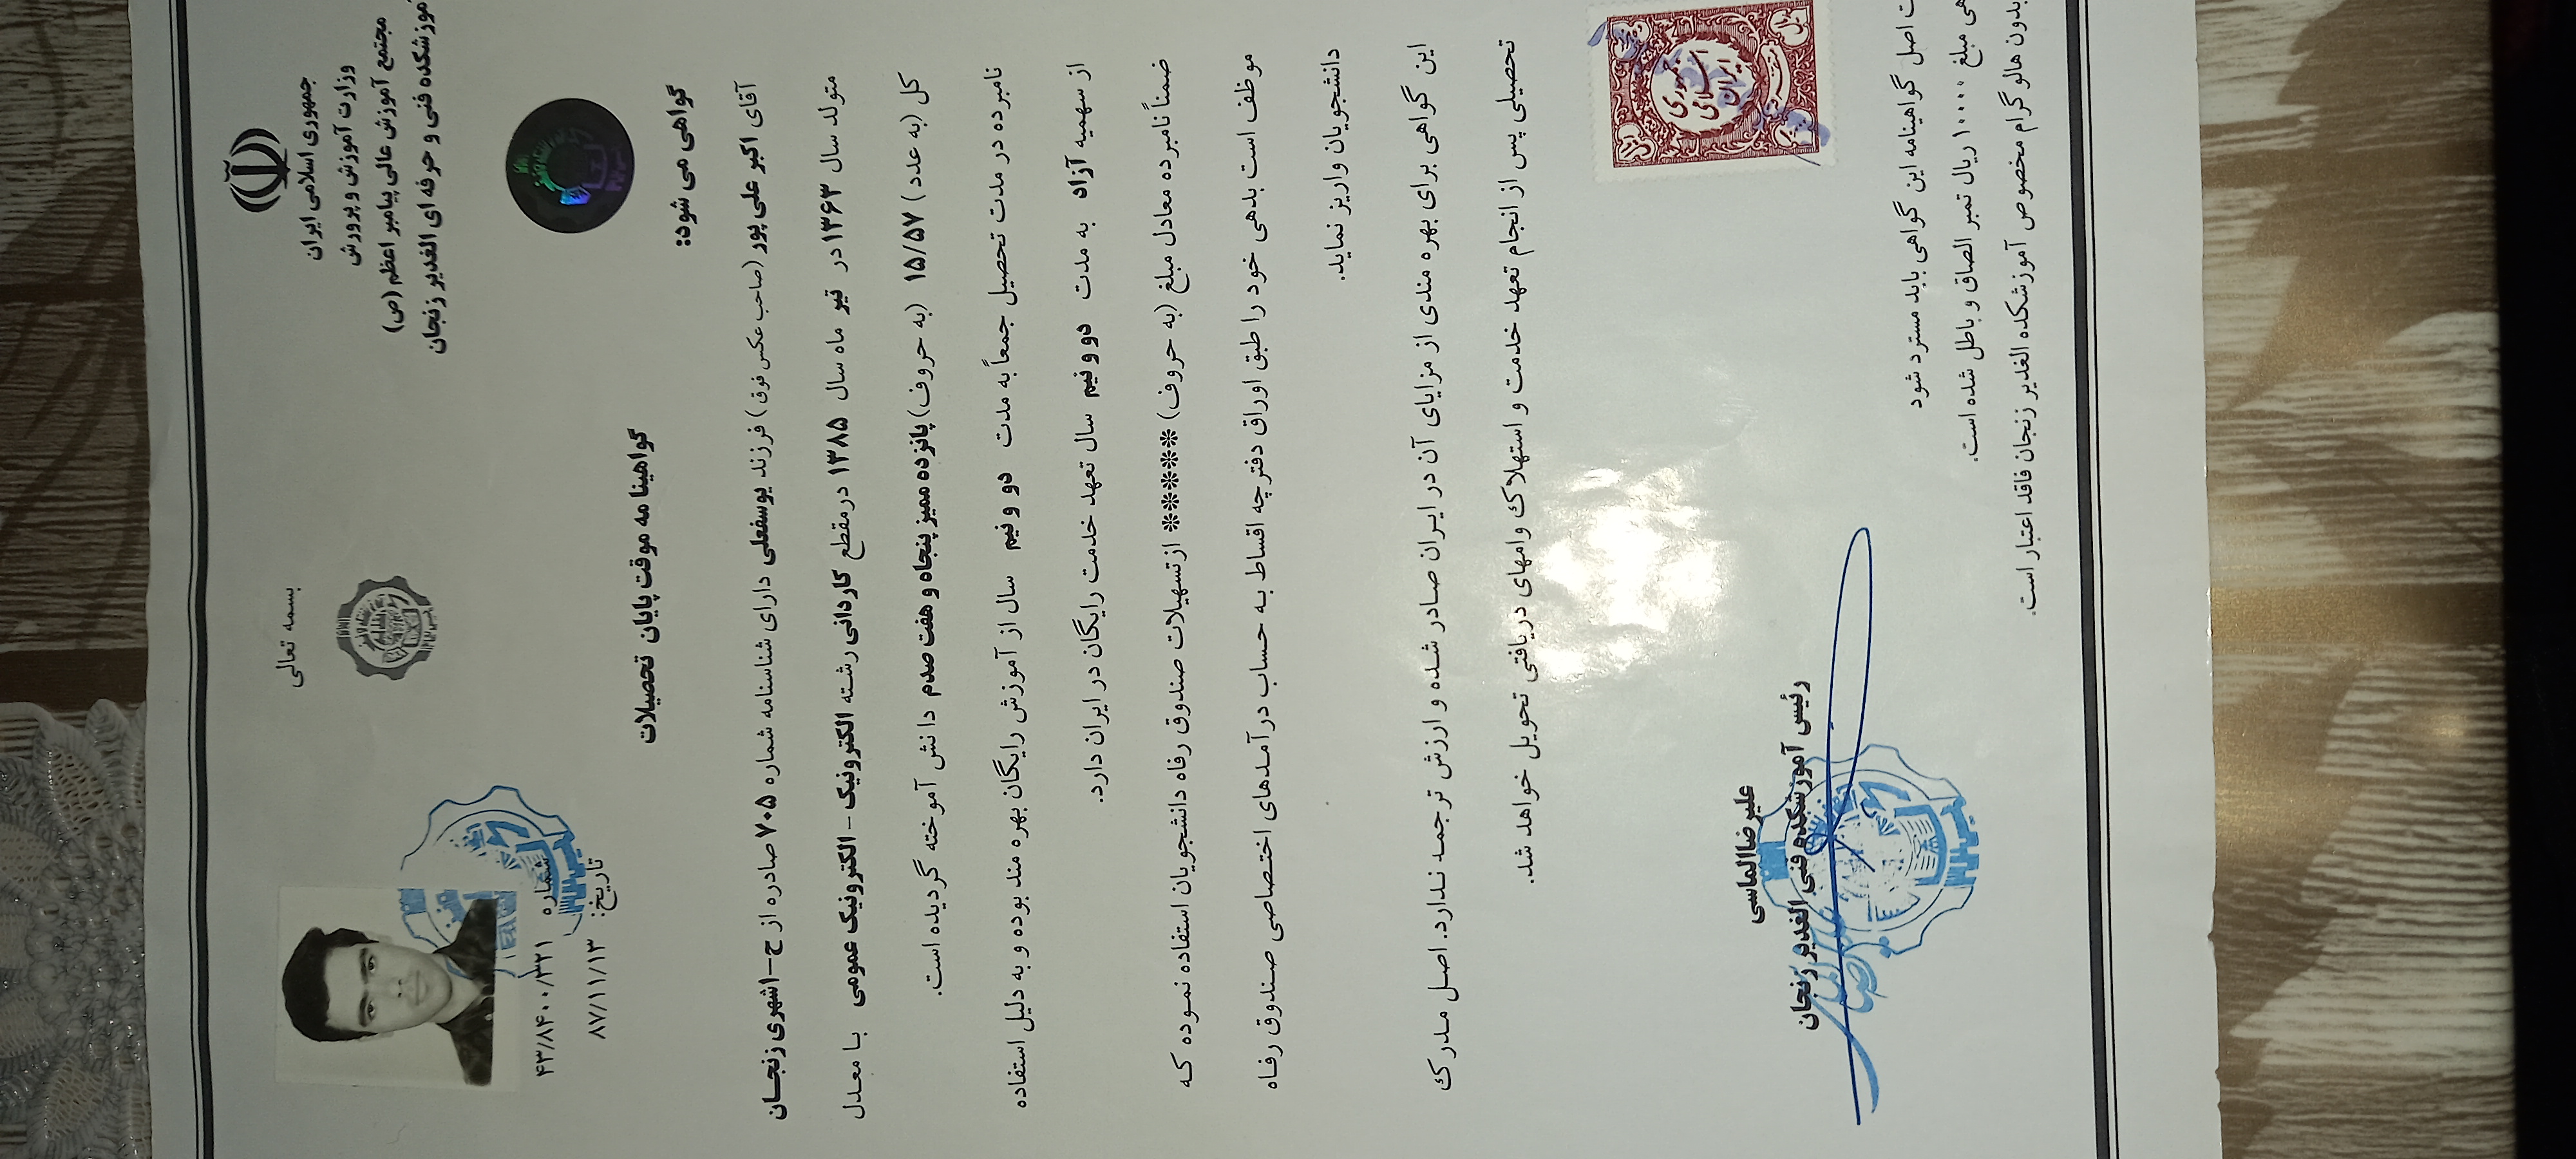 بسمه تعالی
جمهوری اسلامی ایران
وزارت آموزش و پرورش
مجتمع آموزش عالی پیامبر اعظم (ص)
آموزشکده فنی و حرفه ای الغدیر زنجان
شماره ۴۳/۸۴۰۰/۳۲۱
تاریخ: ۸۷/۱۱/۱۳
گواهینا مه موقت پایان تحصیلات
گواهی می شود:
آقای اکبر علی پور (صاحب عکس فوق) فرزند یوسفعلی دارای شناسنامه شماره ۷۰۵ صادره از ح-۱شهری زنجان
متولد سال ۱۳۶۳ در تیر ماه سال ۱۳۸۵ درمقطع کاردانی رشته الکترونیک - الکترونیک عمومی با معدل
کل (به عدد) ۱۵/۵۷ (به حروف) پانزده ممیز پنجاه و هفت صدم دا نش آموخته گردیده است.
نامبرده در مدت تحصیل جمعاً به مدت دو و نیم سال از آموزش رایگان بهره مند بوده و به دلیل استفاده
از سهمیه آزاد به مدت دو و نیم سال تعهد خدمت رایگان در ایران دارد.
ضمناً نامبرده معادل مبلغ (به حروف) ***** ازتسهیلات صندوق رفاه دانشجویان استفاده نموده که
موظف است بدهی خود را طبق اوراق دفترچه اقساط به حساب درآمدهای اختصاصی صندوق رفاه
دانشجویان واریز نماید.
این گواهی برای بهره مندی از مزایای آن در ایران صادر شده و ارزش ترجمه ندارد. اصل مدرک
تحصیلی پس از انجام تعهد خدمت و استهلاک وامهای دریافتی تحویل خواهد شد.
جمهوری
اسلامی
ایران
متفرقه
ریال
علیرضاالماسی
رئیس آموزشکده فنی الغدیر زنجان
علیرضا الماسی
اصل گواهینامه این گواهی باید مسترد شود
مبلغ ۱۰۰۰۰ ریال تمبر الصاق و باطل شده است.
بدون هالوگرام مخصوص آموزشکده الغدیر زنجان فاقد اعتبار است.